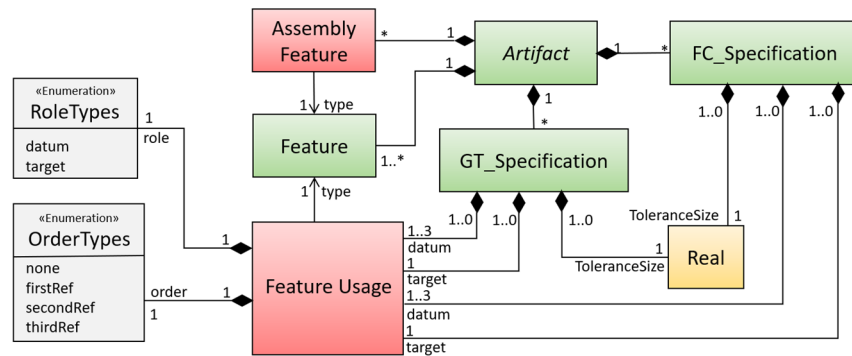 Assembly
Feature
*
1
Artifact
1
*
FC_Specification
«Enumeration»
RoleTypes
datum
target
1
role
1
type
1
Feature
1..*
1
*
GT_Specification
1..0
1..0
1..0
1
type
«Enumeration»
OrderTypes
none
firstRef
secondRef
thirdRef
order
1
1
1
Feature Usage
1..3
datum
1
target
1..3
datum
1
target
1..0
1..0
1..0
ToleranceSize
1
1
ToleranceSize
Real